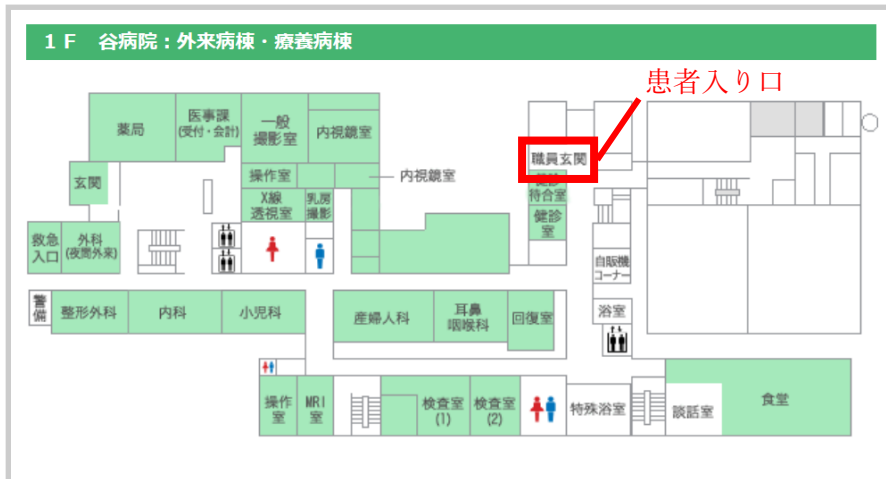 １Ｆ　谷病院：外来病棟・療養病棟
患者入り口
薬局
医事課
(受付・会計)
一般
撮影室
内視鏡室
職員玄関
玄関
操作室
内視鏡室
健診
待合室
X線
透視室
乳房
撮影
健診
室
救急
入口
外科
(夜間外来)
自販機
コーナー
警備
整形外科
内科
小児科
産婦人科
耳鼻
咽喉科
回復室
浴室
操作
室
MRI
室
検査室
(1)
検査室
(2)
特殊浴室
談話室
食堂